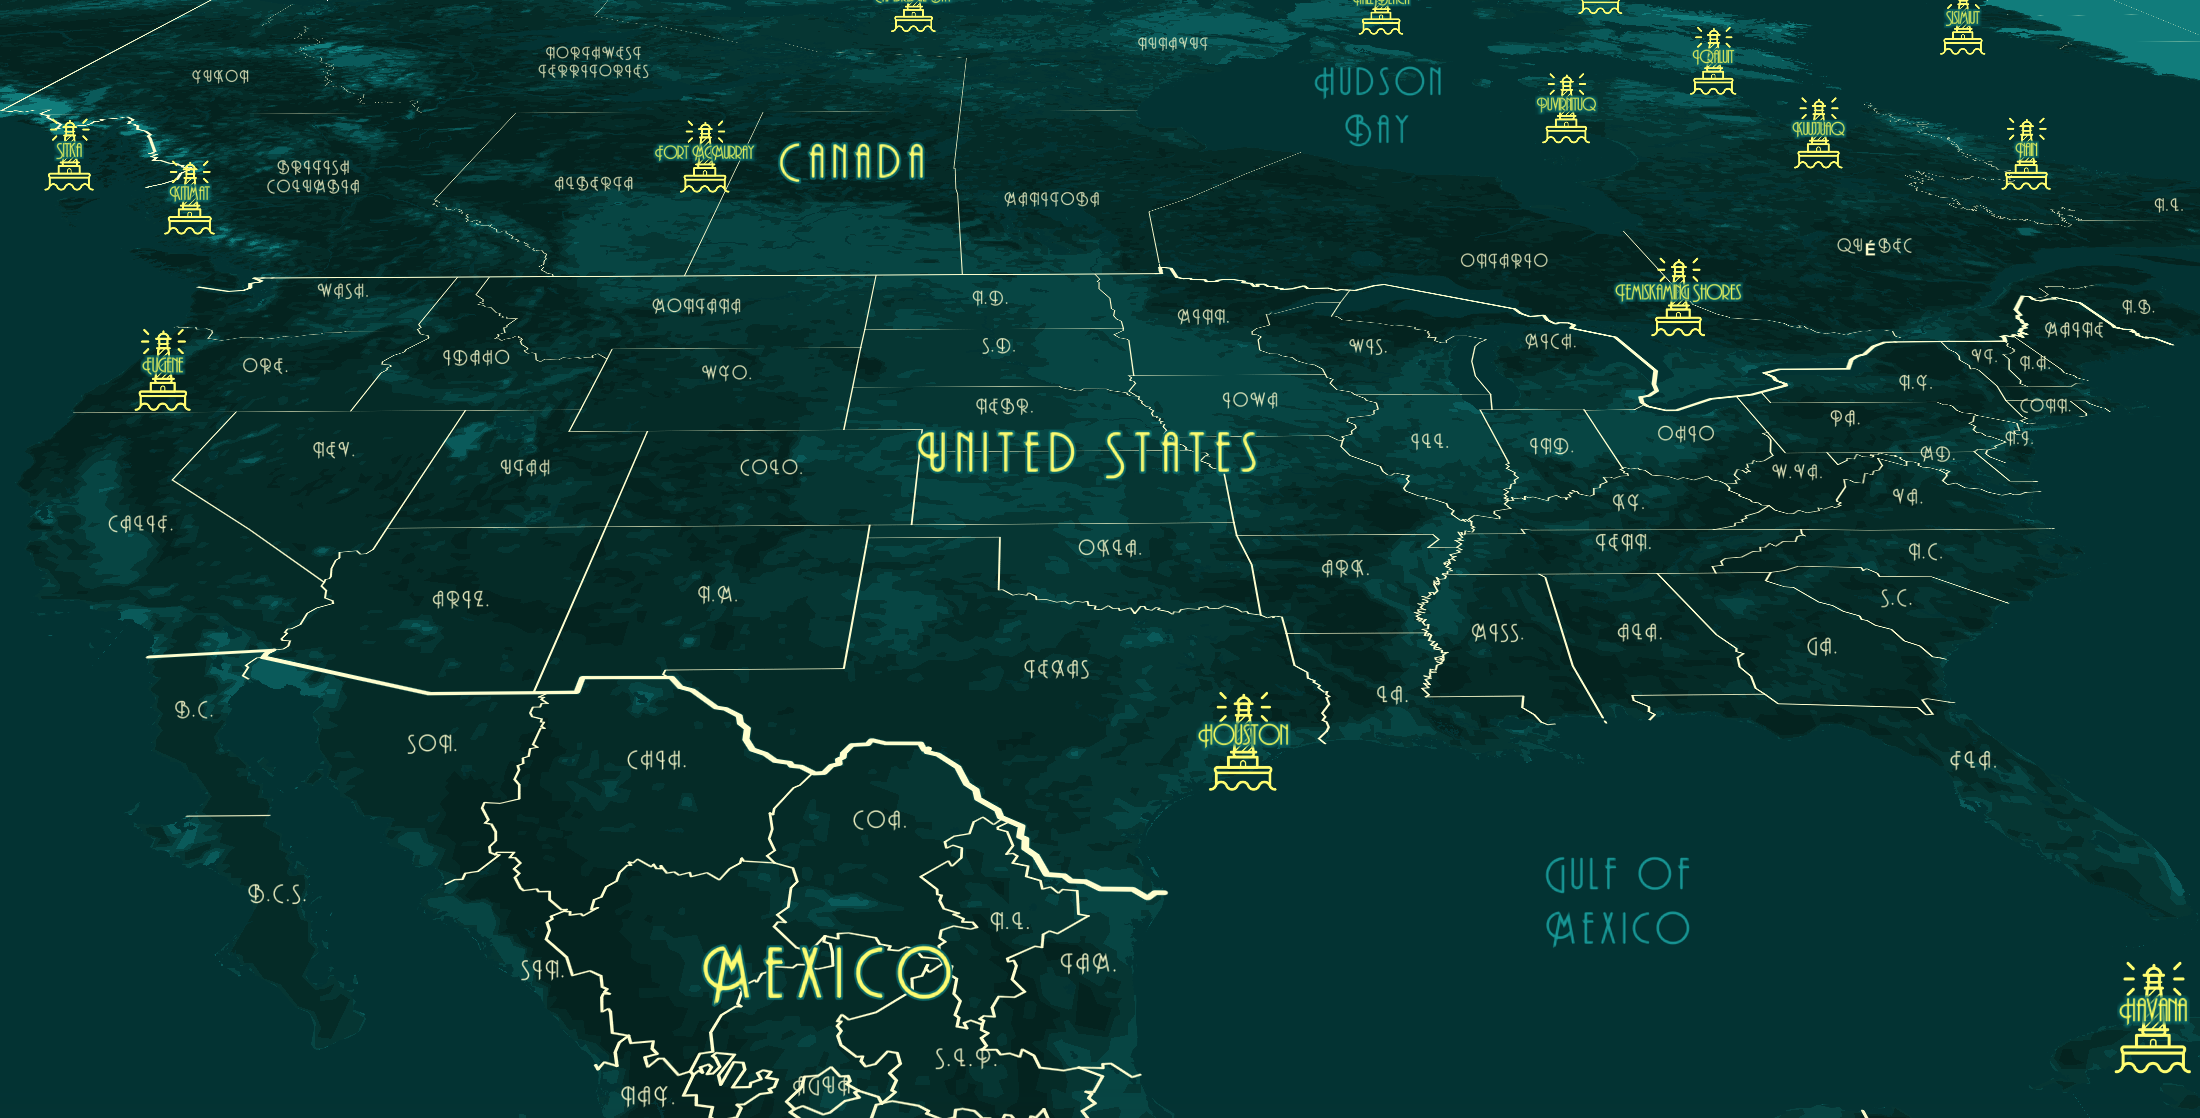 SISIMIUT
IQALUIT
NUNAVUT
NORTHWEST
TERRITORIES
YUKON
HUDSON
BAY
PUVIRNITUQ
KUUJJUAQ
NAIN
SITKA
KITIMAT
BRITISH
COLUMBIA
ALBERTA
FORT MCMURRAY
CANADA
MANITOBA
N.L.
QUÉBEC
ONTARIO
TEMISKAMING SHORES
WASH.
MONTANA
N.D.
MINN.
N.B.
MAINE
EUGENE
ORE.
IDAHO
WYO.
S.D.
WIS.
MICH.
VT.
N.H.
N.Y.
NEBR.
IOWA
CONN.
PA.
NEV.
UTAH
COLO.
UNITED STATES
ILL.
IND.
OHIO
N.J.
MD.
W.VA.
VA.
KY.
CALIF.
OKLA.
TENN.
N.C.
ARIZ.
N.M.
ARK.
S.C.
MISS.
ALA.
GA.
TEXAS
LA.
B.C.
SON.
CHIH.
HOUSTON
FLA.
COA.
GULF OF
MEXICO
B.C.S.
N.L.
SIN.
MEXICO
TAM.
HAVANA
S.L.P.
NAY.
AGUA.